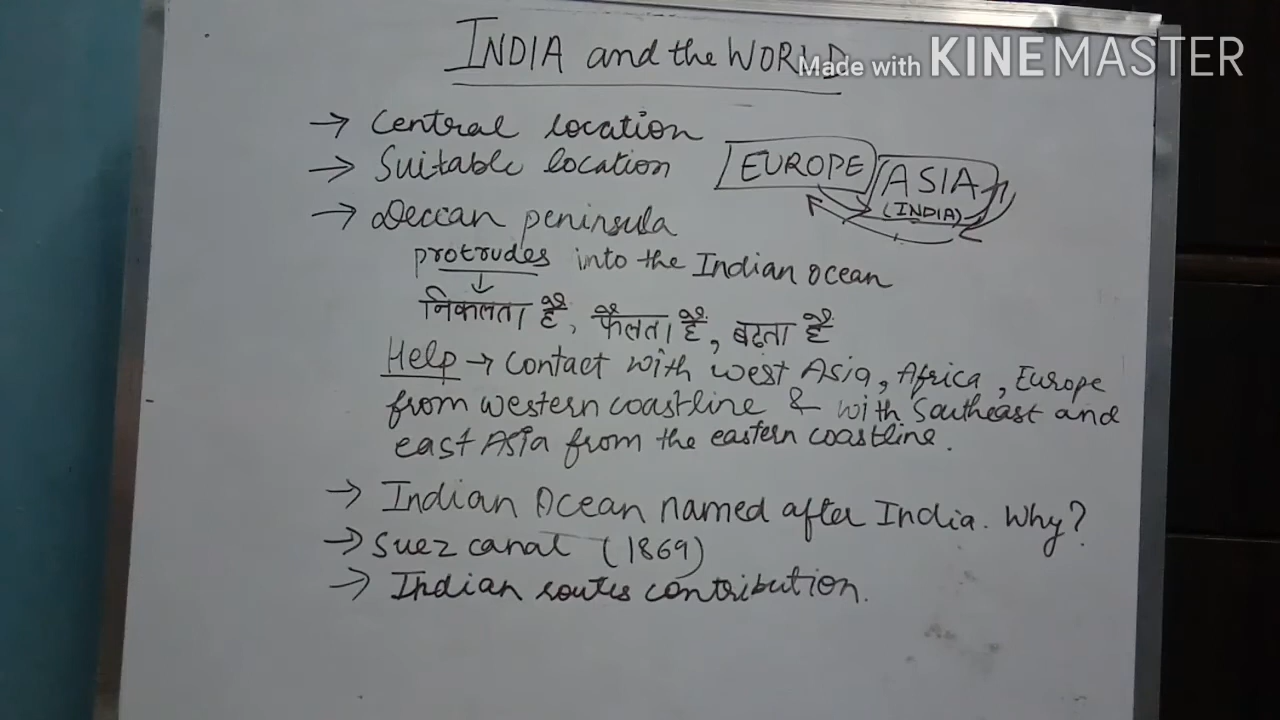 INDIA and the WORLD
Made with KINEMASTER
→ Central location
→ Suitable location
EUROPE ASIA
(INDIA)
→ Deccan peninsula
protrudes into the Indian ocean
↓
निकलता है, फैलता है, बढता है
Help → Contact with west Asia, Africa, Europe
from western coastline & with Southeast and
east Asia from the eastern coastline.
→ Indian Ocean named after India. Why?
→ Suez canal (1869)
→ Indian routes contribution.